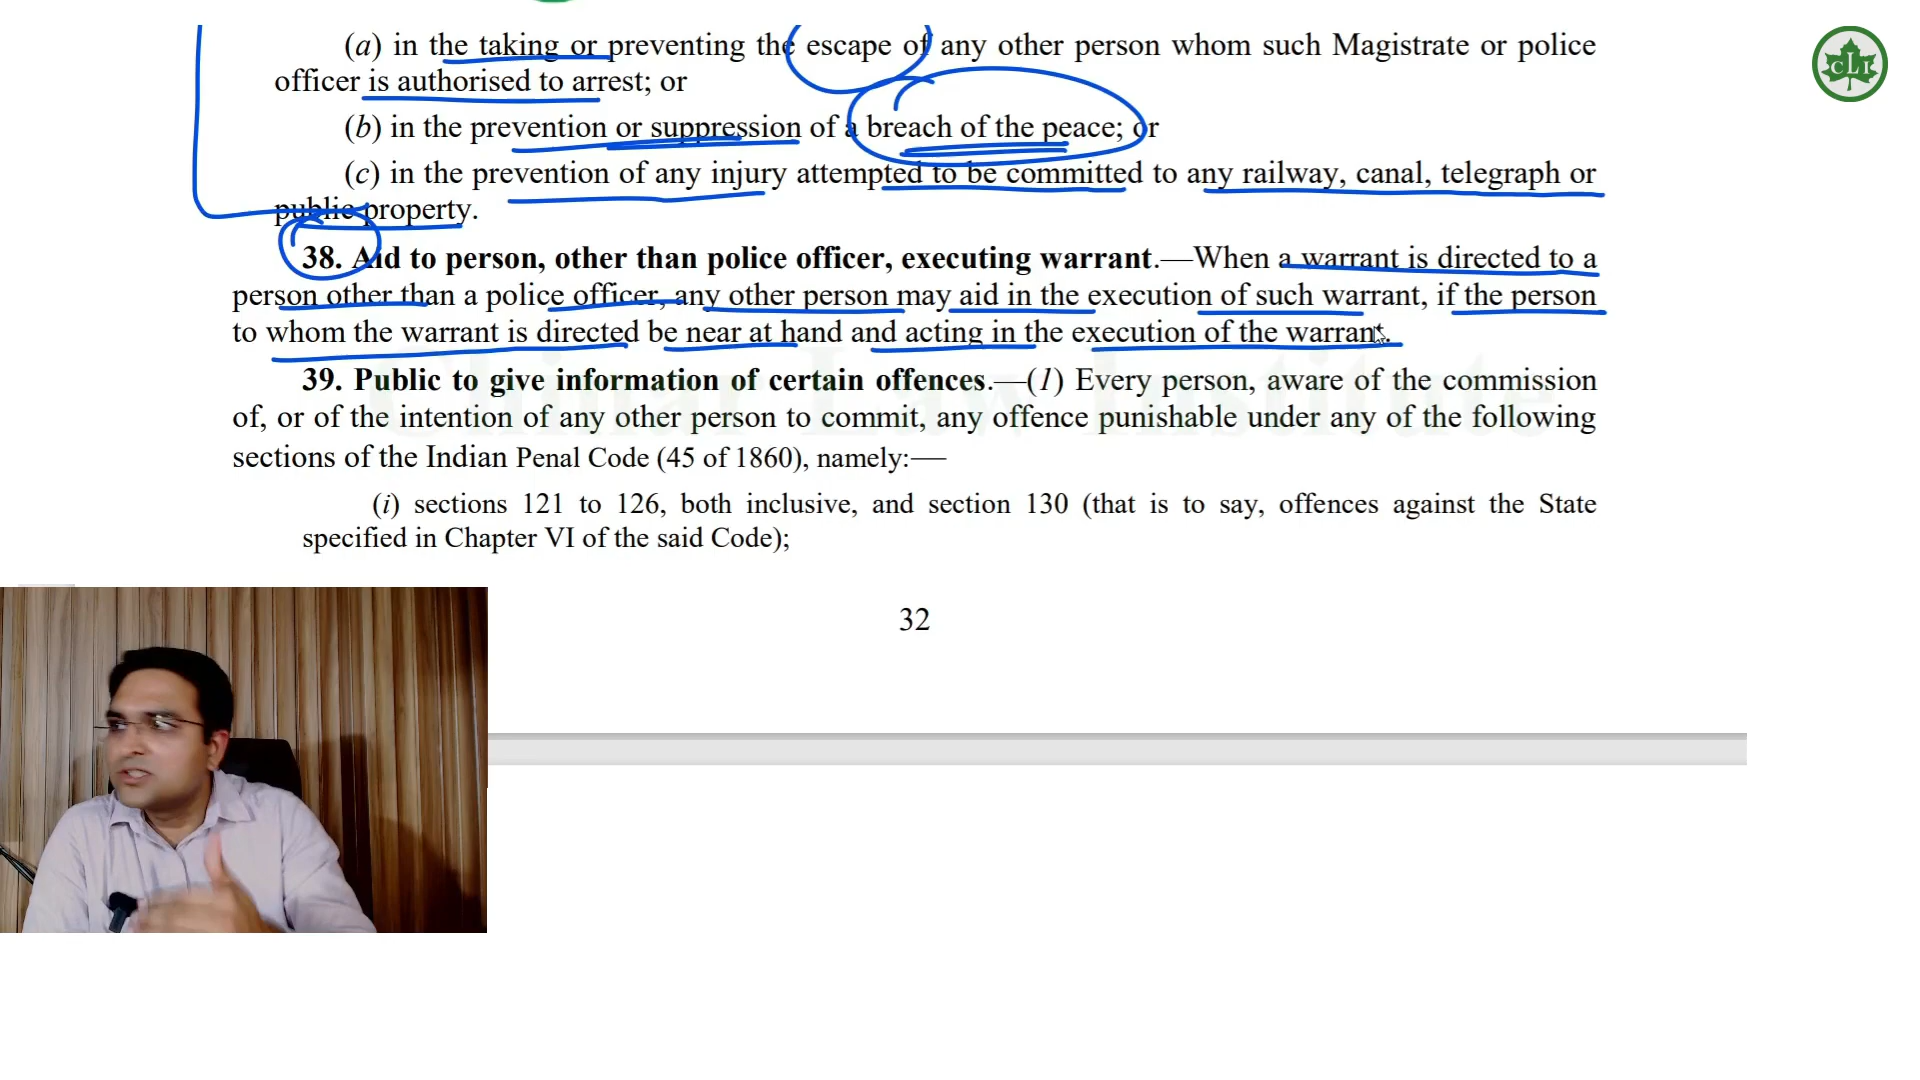 (a) in the taking or preventing the escape of any other person whom such Magistrate or police
officer is authorised to arrest; or
(b) in the prevention or suppression of a breach of the peace; or
(c) in the prevention of any injury attempted to be committed to any railway, canal, telegraph or
public property.
38. Aid to person, other than police officer, executing warrant.—When a warrant is directed to a
person other than a police officer, any other person may aid in the execution of such warrant, if the person
to whom the warrant is directed be near at hand and acting in the execution of the warrant.
39. Public to give information of certain offences.—(1) Every person, aware of the commission
of, or of the intention of any other person to commit, any offence punishable under any of the following
sections of the Indian Penal Code (45 of 1860), namely:—
(i) sections 121 to 126, both inclusive, and section 130 (that is to say, offences against the State
specified in Chapter VI of the said Code);
32
CLI
Chinar Law Institute